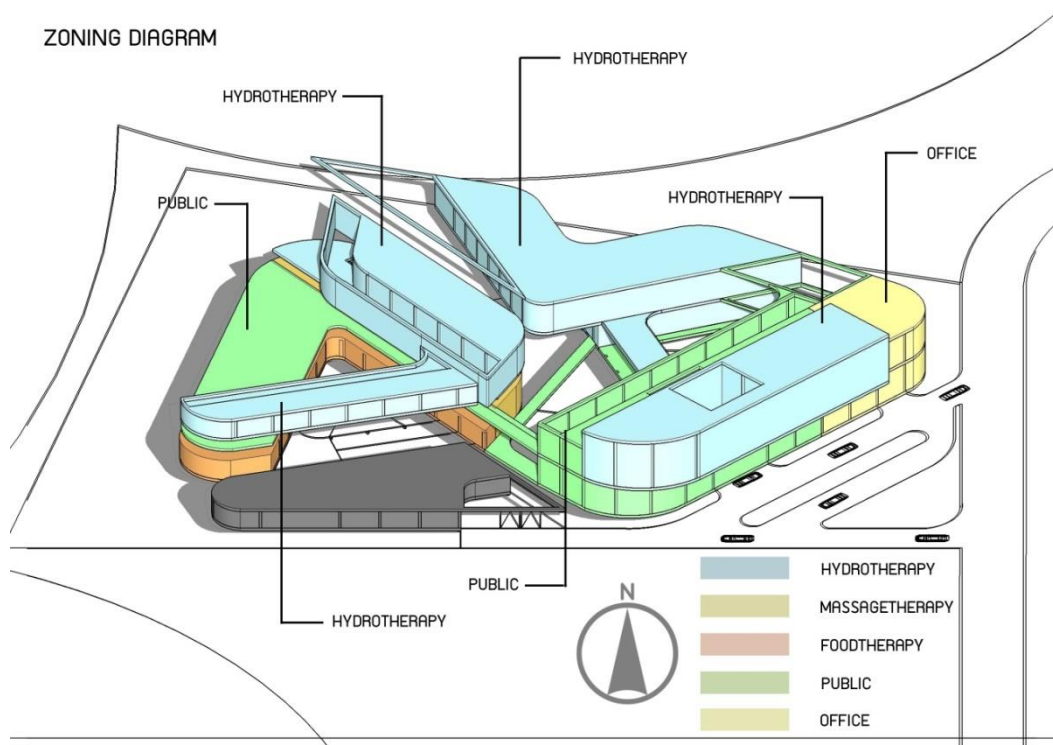 ZONING DIAGRAM
HYDROTHERAPY
HYDROTHERAPY
OFFICE
HYDROTHERAPY
PUBLIC
PUBLIC
HYDROTHERAPY
N
HYDROTHERAPY
MASSAGETHERAPY
FOODTHERAPY
PUBLIC
OFFICE